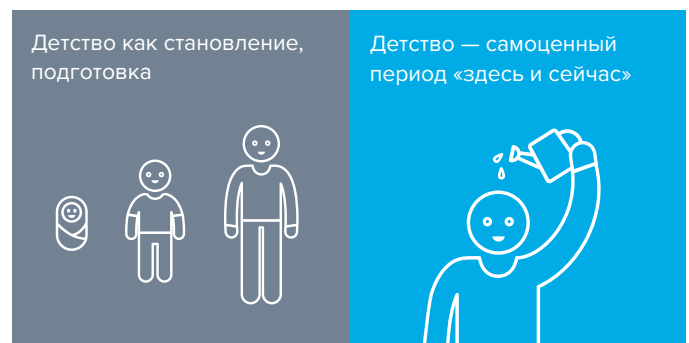 Детство как становление,
подготовка
Детство — самоценный
период «здесь и сейчас»